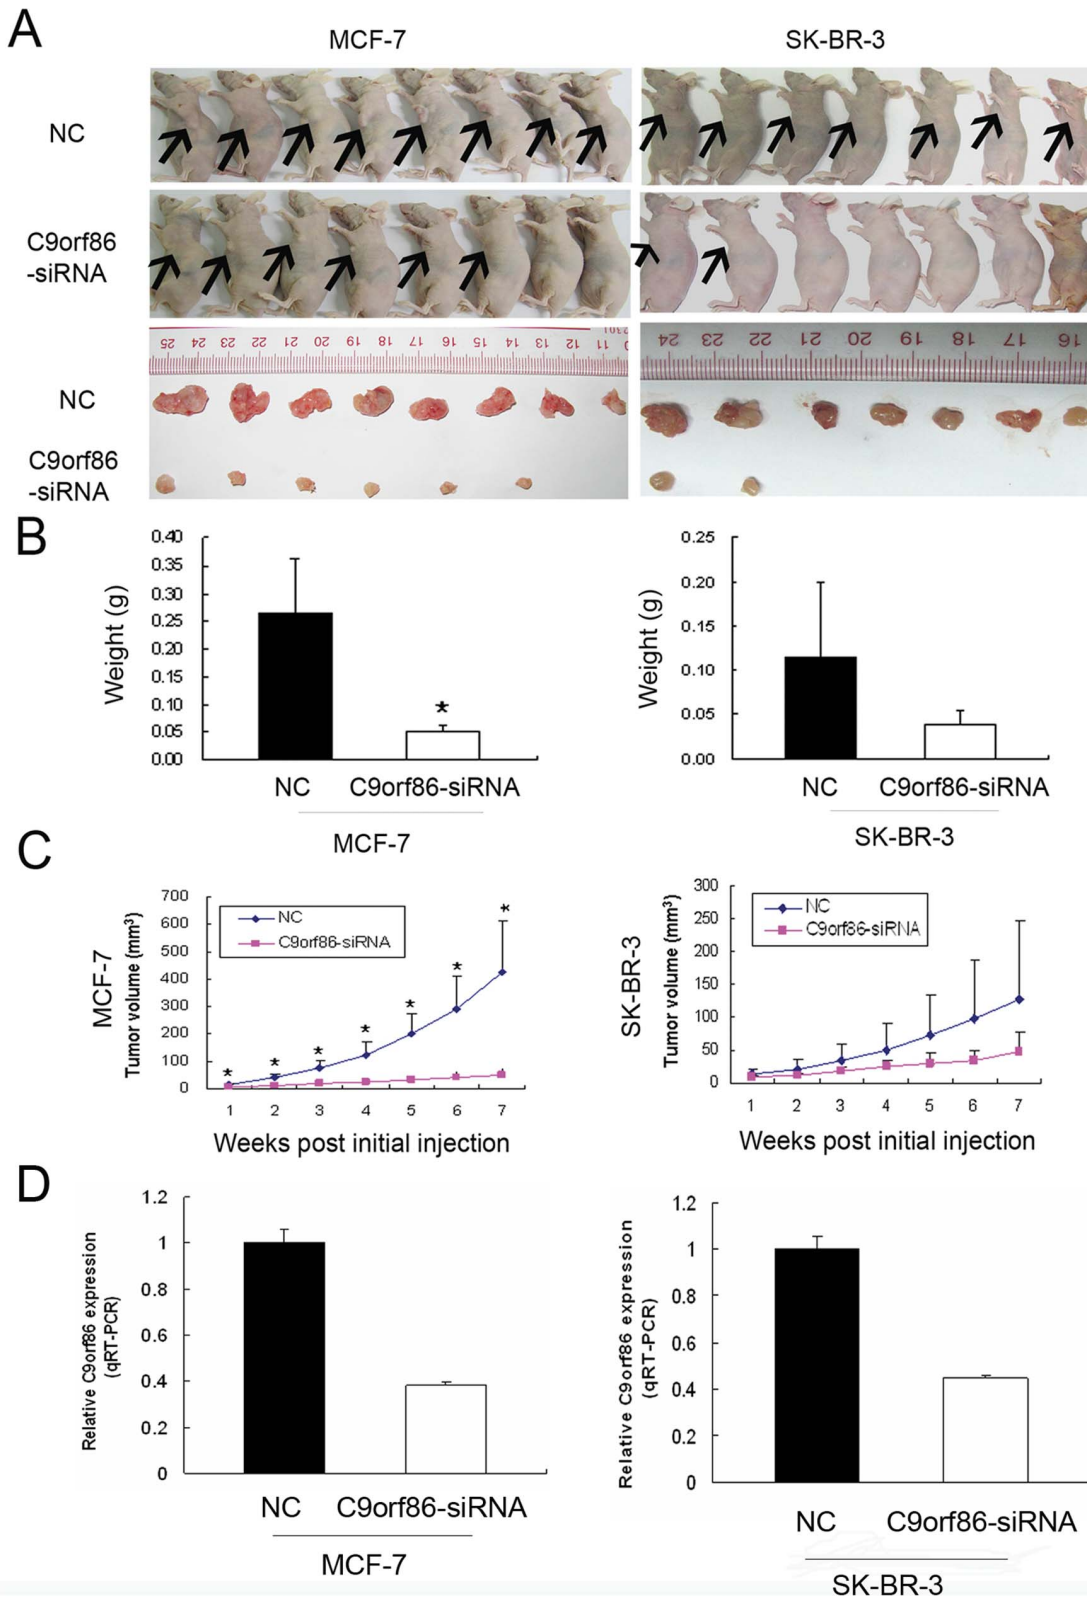 A
MCF-7
SK-BR-3
NC
C9orf86
-siRNA
25 24 23 22 21 20 19 18 17 16 15 14 13 12 11
24 23 22 21 20 19 18 17 16
NC
C9orf86
-siRNA
B
Weight (g)
0.40
0.35
0.30
0.25
0.20
0.15
0.10
0.05
0.00
*
NC C9orf86-siRNA
MCF-7
Weight (g)
0.25
0.20
0.15
0.10
0.05
0.00
NC C9orf86-siRNA
SK-BR-3
C
MCF-7
Tumor volume (mm³)
700
600
500
400
300
200
100
0
NC
C9orf86-siRNA
* * * * * * *
1 2 3 4 5 6 7
Weeks post initial injection
SK-BR-3
Tumor volume (mm³)
300
250
200
150
100
50
0
NC
C9orf86-siRNA
1 2 3 4 5 6 7
Weeks post initial injection
D
Relative C9orf86 expression
(qRT-PCR)
1.2
1
0.8
0.6
0.4
0.2
0
NC C9orf86-siRNA
MCF-7
Relative C9orf86 expression
(qRT-PCR)
1.2
1
0.8
0.6
0.4
0.2
0
NC C9orf86-siRNA
SK-BR-3